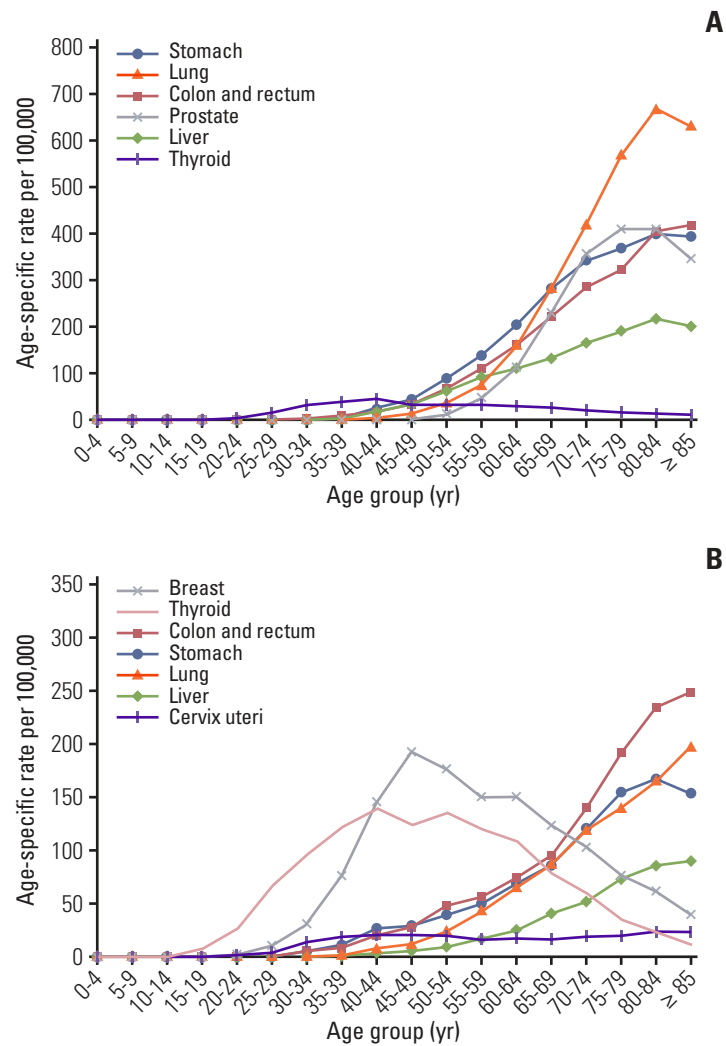 A
800
700
600
500
400
300
200
100
0
Age-specific rate per 100,000
Stomach
Lung
Colon and rectum
Prostate
Liver
Thyroid
0-4
5-9
10-14
15-19
20-24
25-29
30-34
35-39
40-44
45-49
50-54
55-59
60-64
65-69
70-74
75-79
80-84
≥ 85
Age group (yr)
B
350
300
250
200
150
100
50
0
Age-specific rate per 100,000
Breast
Thyroid
Colon and rectum
Stomach
Lung
Liver
Cervix uteri
0-4
5-9
10-14
15-19
20-24
25-29
30-34
35-39
40-44
45-49
50-54
55-59
60-64
65-69
70-74
75-79
80-84
≥ 85
Age group (yr)